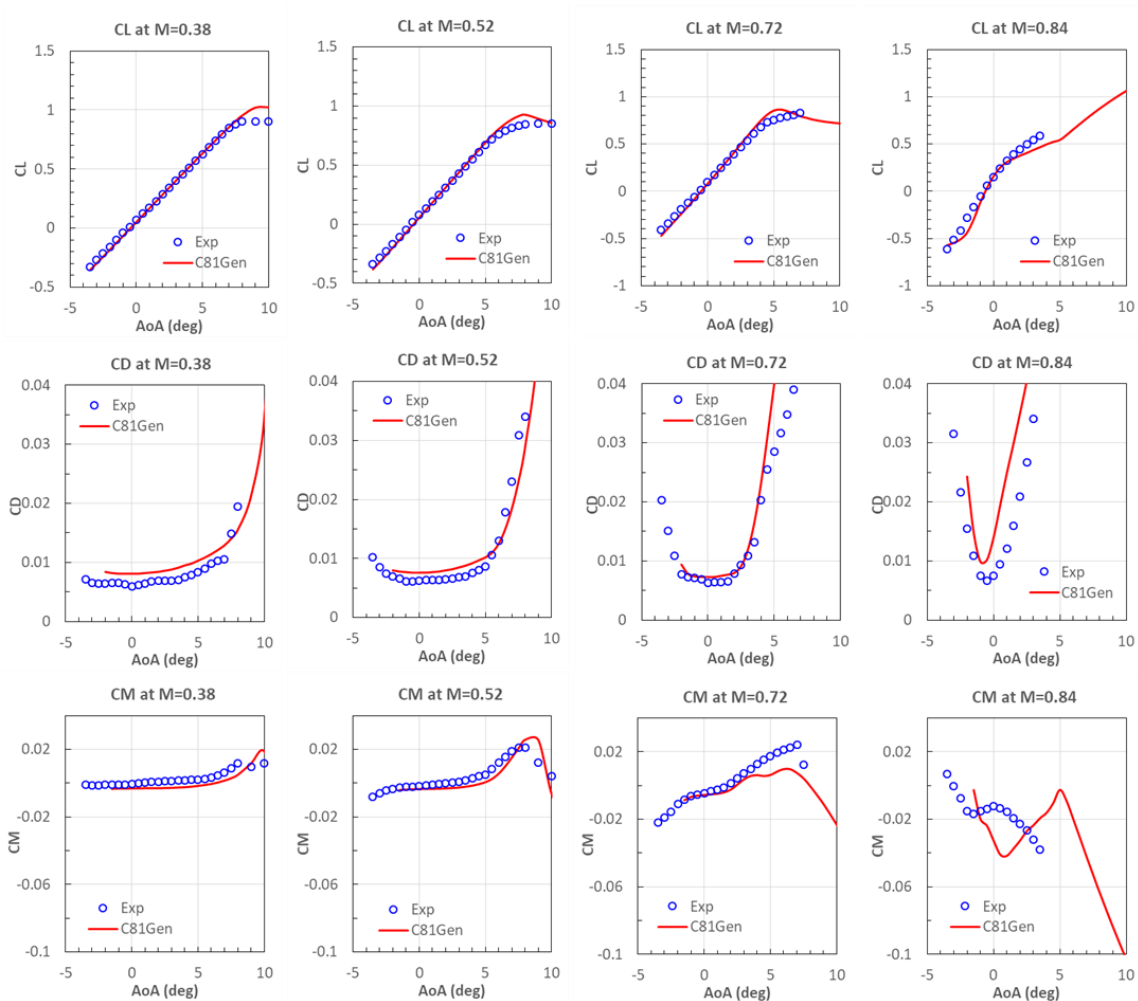 CL at M=0.38
1.5
1
0.5
0
-0.5
CL
-5
0
5
10
AoA (deg)
Exp
C81Gen
CL at M=0.52
1.5
1
0.5
0
-0.5
CL
-5
0
5
10
AoA (deg)
Exp
C81Gen
CL at M=0.72
1.5
1
0.5
0
-0.5
-1
CL
-5
0
5
10
AoA (deg)
Exp
C81Gen
CL at M=0.84
1.5
1
0.5
0
-0.5
-1
CL
-5
0
5
10
AoA (deg)
Exp
C81Gen
CD at M=0.38
0.04
0.03
0.02
0.01
0
CD
-5
0
5
10
AoA (deg)
Exp
C81Gen
CD at M=0.52
0.04
0.03
0.02
0.01
0
CD
-5
0
5
10
AoA (deg)
Exp
C81Gen
CD at M=0.72
0.04
0.03
0.02
0.01
0
CD
-5
0
5
10
AoA (deg)
Exp
C81Gen
CD at M=0.84
0.04
0.03
0.02
0.01
0
CD
-5
0
5
10
AoA (deg)
Exp
C81Gen
CM at M=0.38
0.02
-0.02
-0.06
-0.1
CM
-5
0
5
10
AoA (deg)
Exp
C81Gen
CM at M=0.52
0.02
-0.02
-0.06
-0.1
CM
-5
0
5
10
AoA (deg)
Exp
C81Gen
CM at M=0.72
0.02
-0.02
-0.06
-0.1
CM
-5
0
5
10
AoA (deg)
Exp
C81Gen
CM at M=0.84
0.02
-0.02
-0.06
-0.1
CM
-5
0
5
10
AoA (deg)
Exp
C81Gen